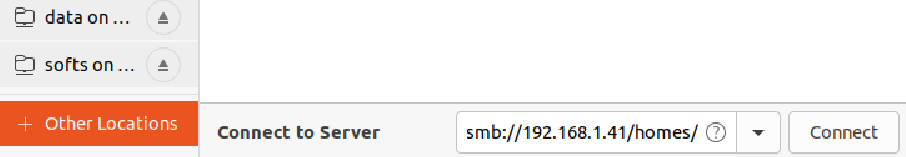 data on ...
softs on ...
+ Other Locations
Connect to Server
smb://192.168.1.41/homes/
?
Connect